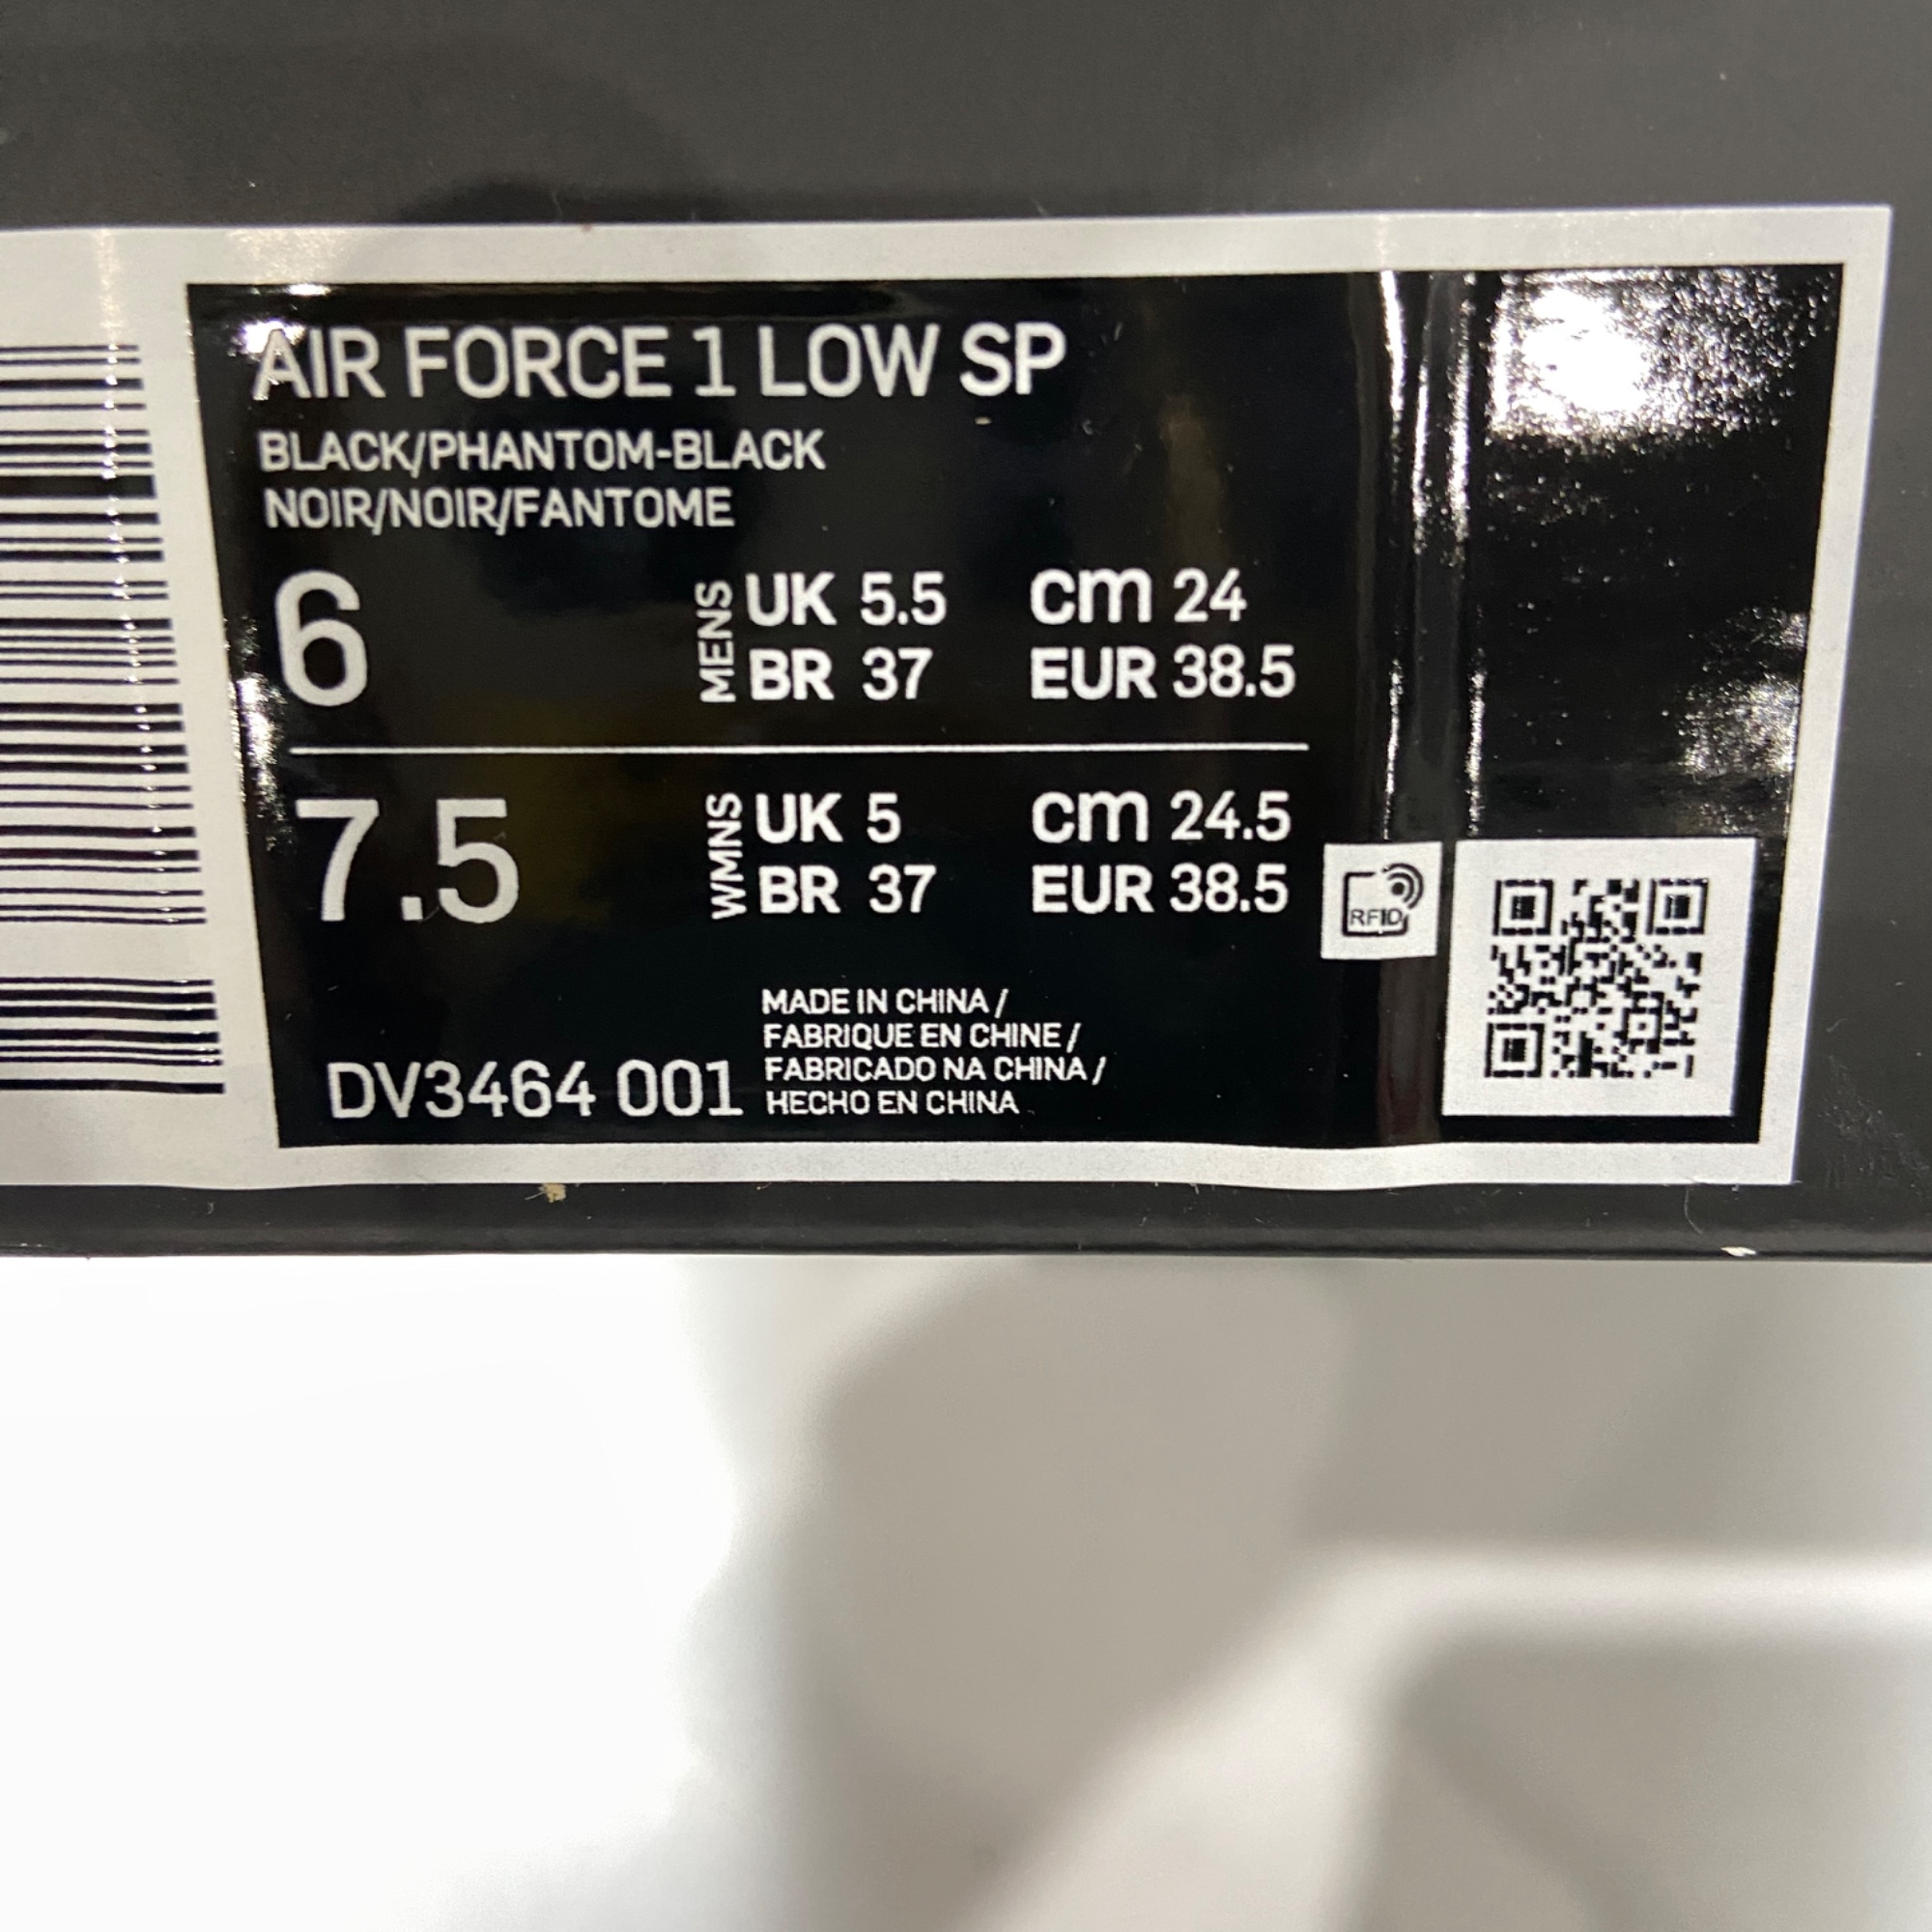 AIR FORCE 1 LOW SP
BLACK/PHANTOM-BLACK
NOIR/NOIR/FANTOME
6
MENS
UK 5.5 cm 24
BR 37 EUR 38.5
7.5
WMNS
UK 5 cm 24.5
BR 37 EUR 38.5
RFID
MADE IN CHINA /
FABRIQUE EN CHINE /
FABRICADO NA CHINA /
HECHO EN CHINA
DV3464 001